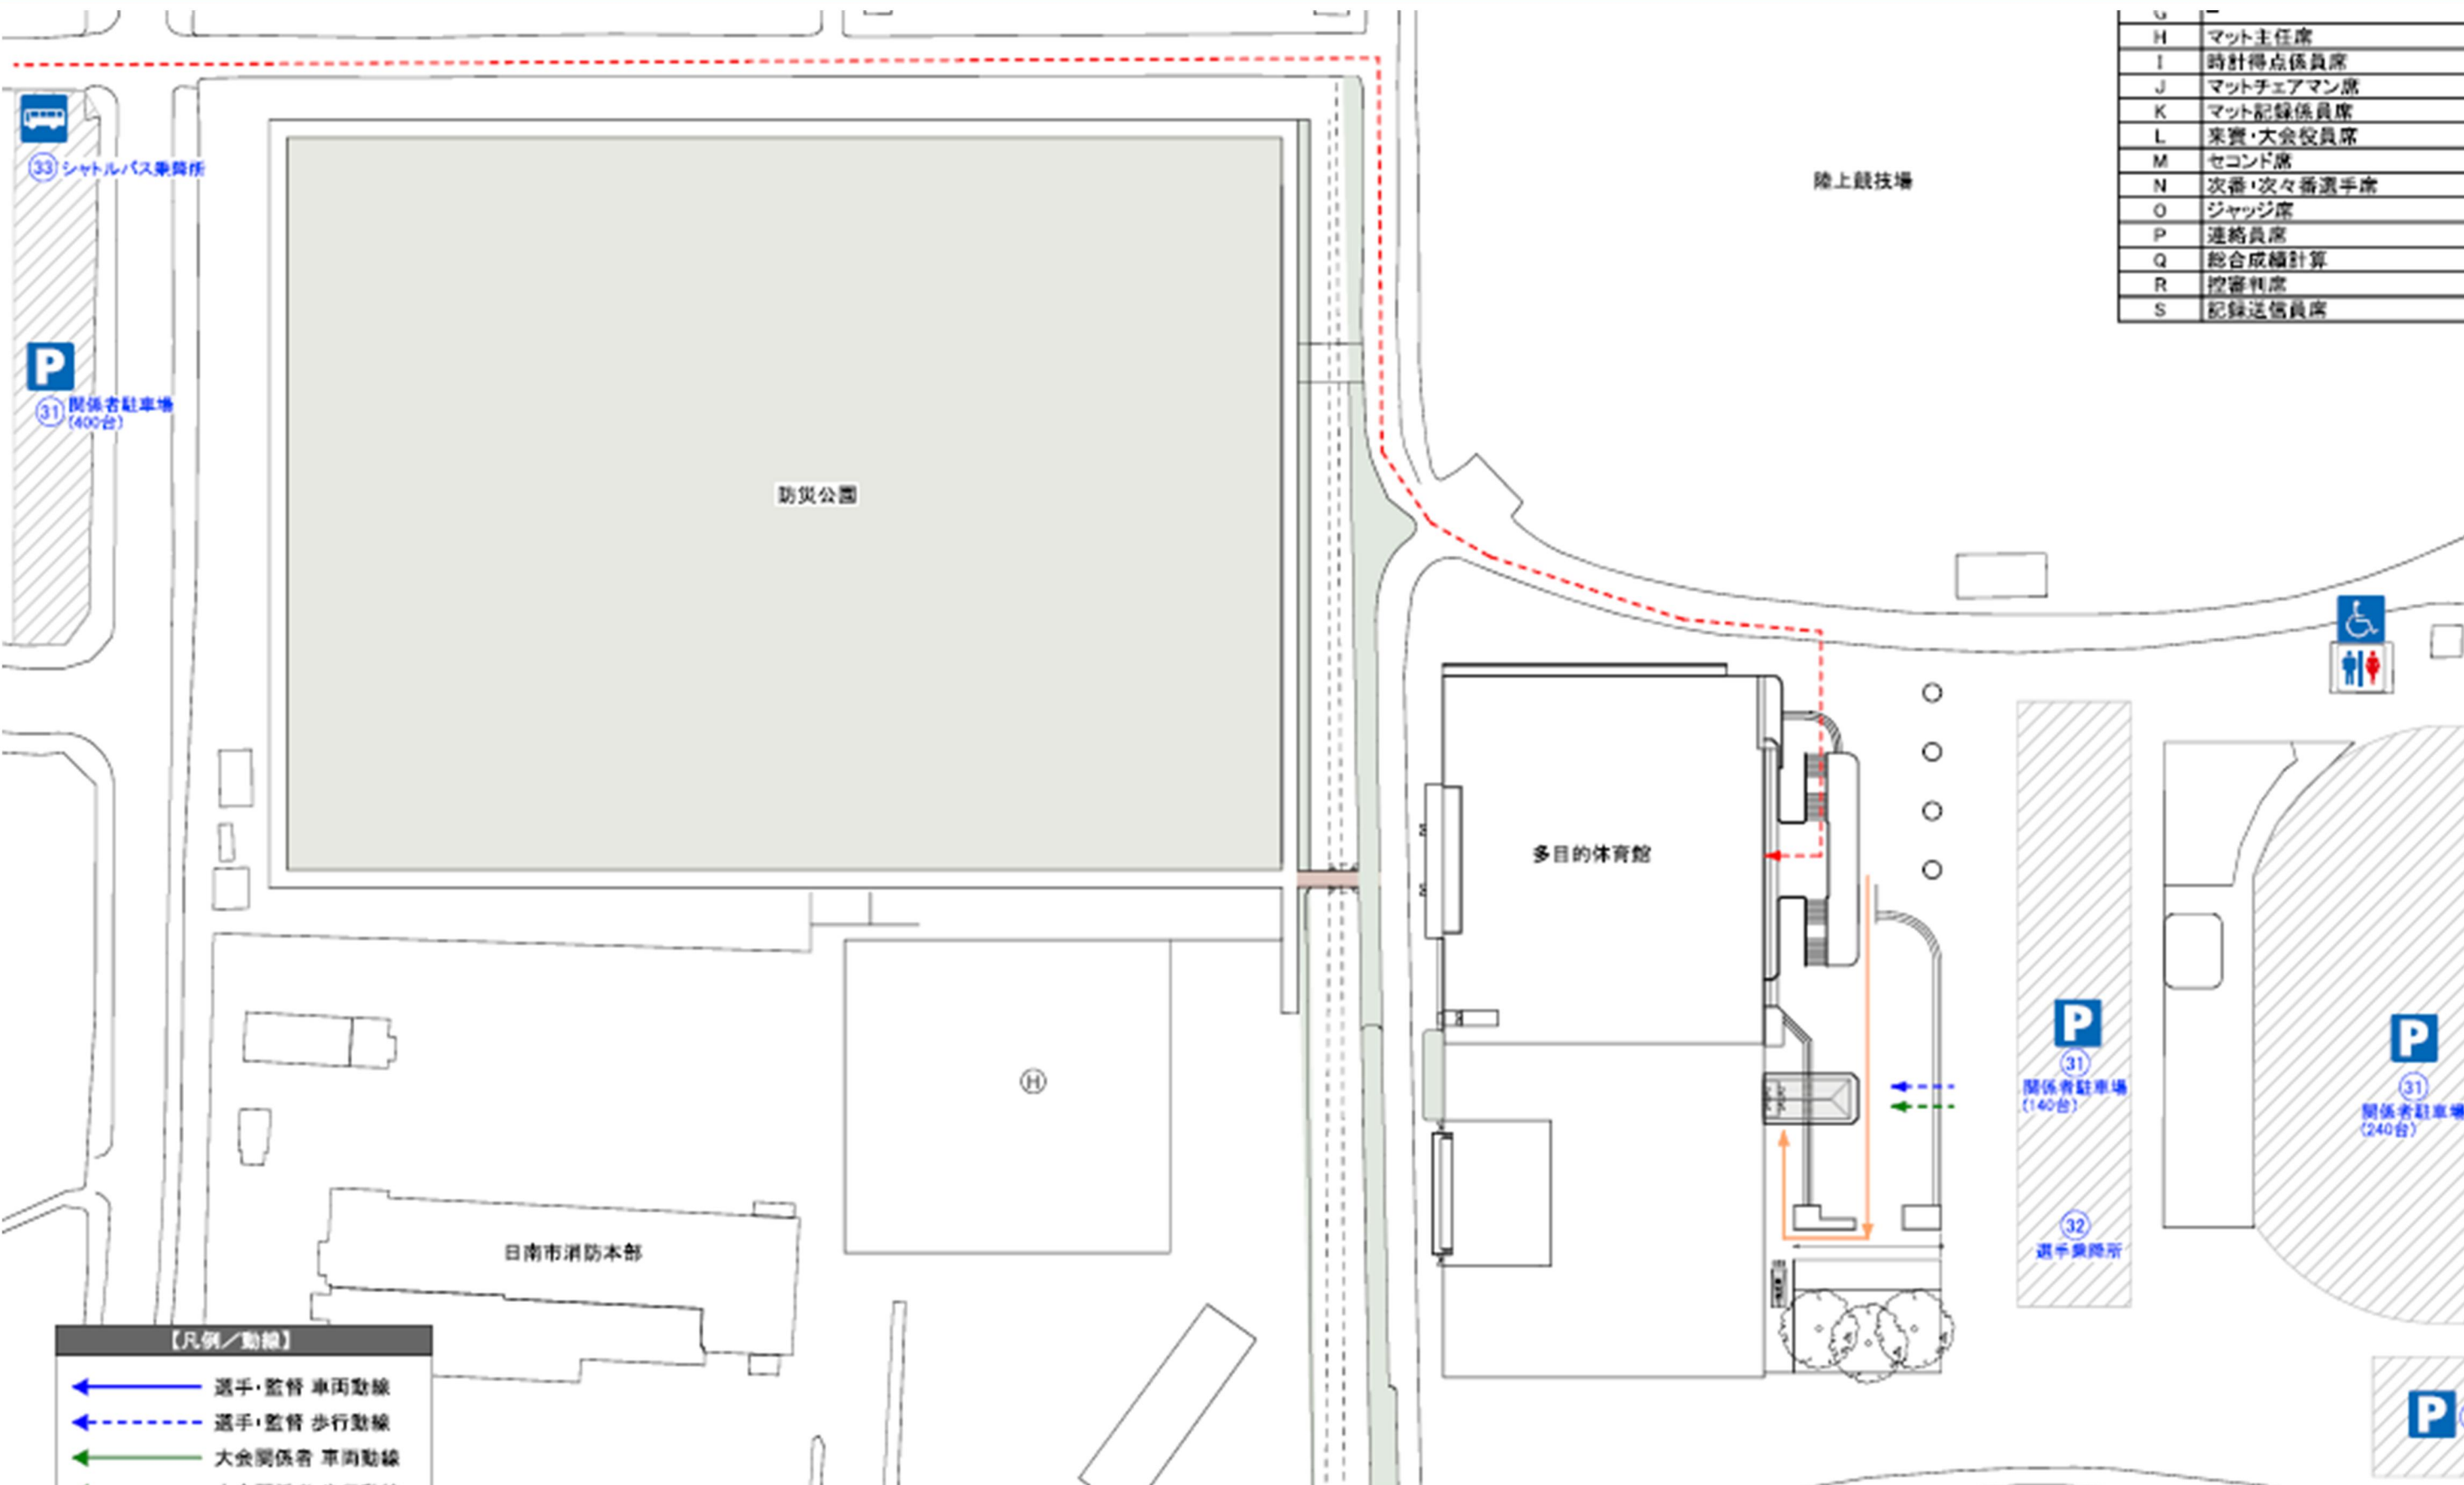 H マット主任席
I 時計得点係員席
J マットチェアマン席
K マット記録係員席
L 来賓・大会役員席
M セコンド席
N 次番・次々番選手席
O ジャッジ席
P 連絡員席
Q 総合成績計算
R 控審判席
S 記録送信員席
陸上競技場
㉝ シャトルバス乗降所
P
㉛ 関係者駐車場
(400台)
防災公園
多目的体育館
P
㉛
関係者駐車場
(140台)
㉜
選手乗降所
P
㉛
関係者駐車場
(240台)
P
Ⓗ
日南市消防本部
【凡例／動線】
選手・監督 車両動線
選手・監督 歩行動線
大会関係者 車両動線